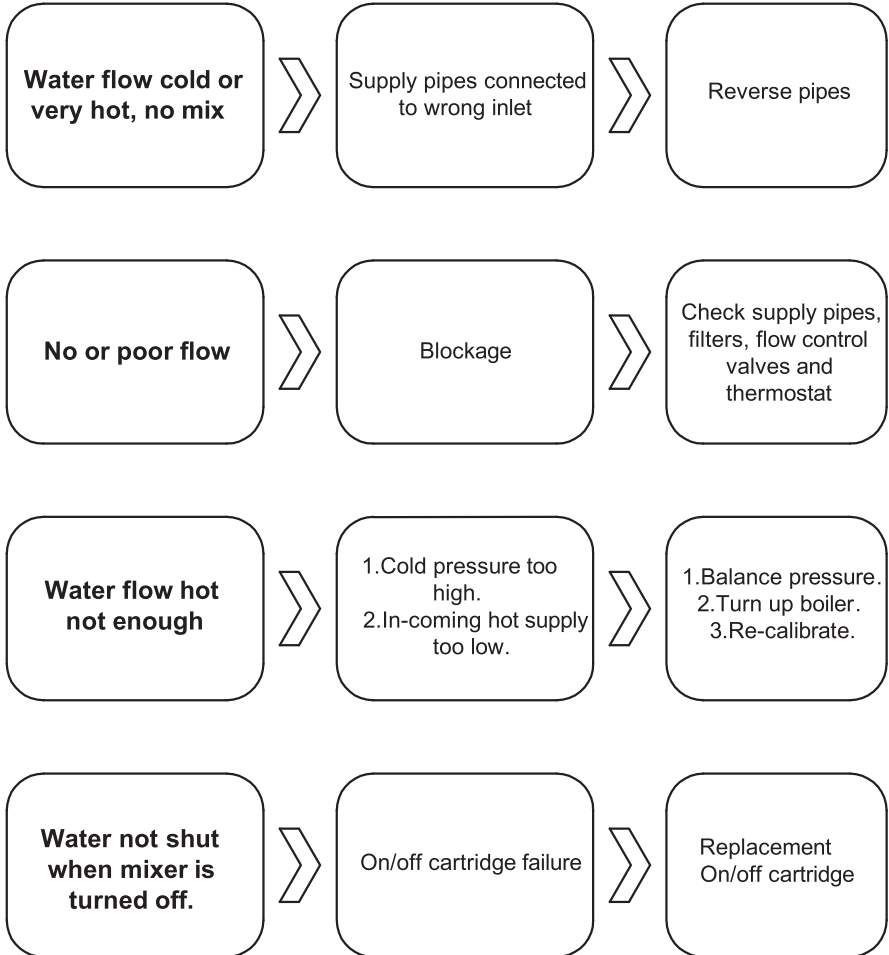 Water flow cold or
very hot, no mix
Supply pipes connected
to wrong inlet
Reverse pipes
No or poor flow
Blockage
Check supply pipes,
filters, flow control
valves and
thermostat
Water flow hot
not enough
1.Cold pressure too
high.
2.In-coming hot supply
too low.
1.Balance pressure.
2.Turn up boiler.
3.Re-calibrate.
Water not shut
when mixer is
turned off.
On/off cartridge failure
Replacement
On/off cartridge